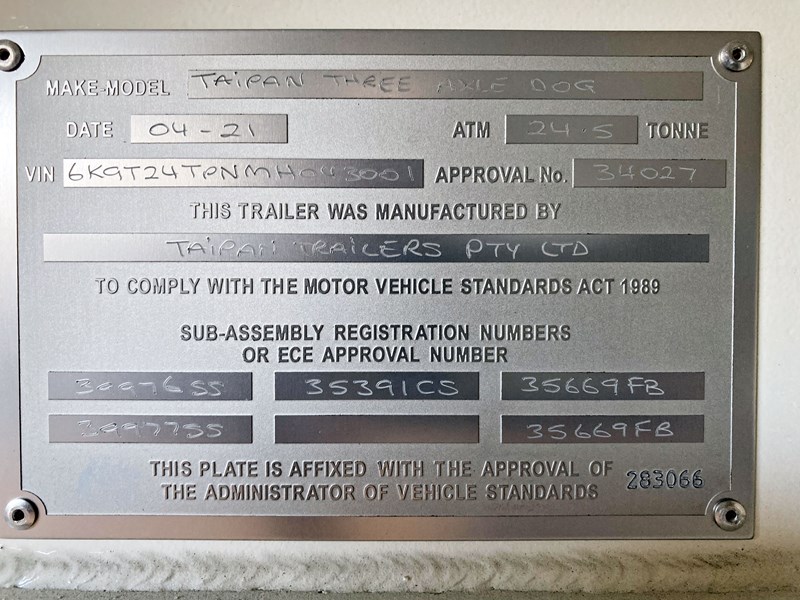 MAKE-MODEL TAiPAN THREE AXLE DOG
DATE 04-21 ATM 24.5 TONNE
VIN 6K9T24TPNMH043001 APPROVAL No. 34027
THIS TRAILER WAS MANUFACTURED BY
TAiPAN TRAiLERS PTY LTD
TO COMPLY WITH THE MOTOR VEHICLE STANDARDS ACT 1989
SUB-ASSEMBLY REGISTRATION NUMBERS
OR ECE APPROVAL NUMBER
35391CS 35669FB
35669FB
THIS PLATE IS AFFIXED WITH THE APPROVAL OF
THE ADMINISTRATOR OF VEHICLE STANDARDS 283066